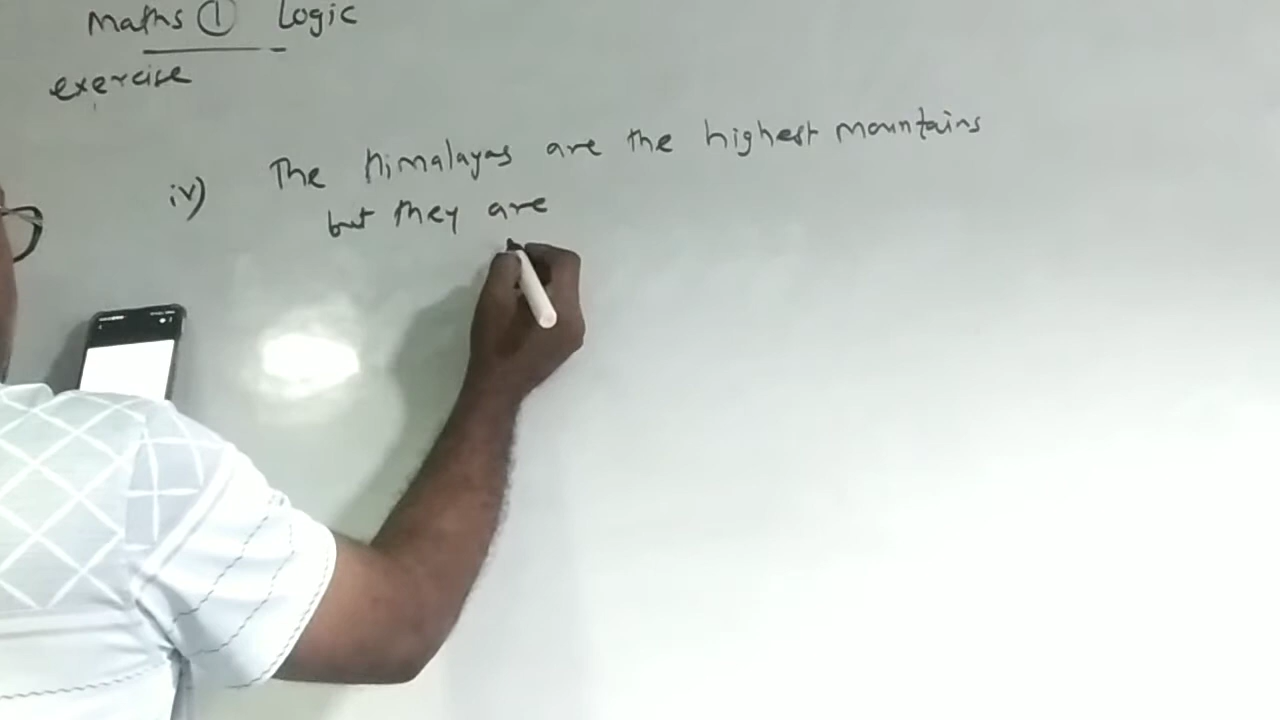 Maths ① Logic
exercise
iv) The Himalayas are the highest mountains
but they are